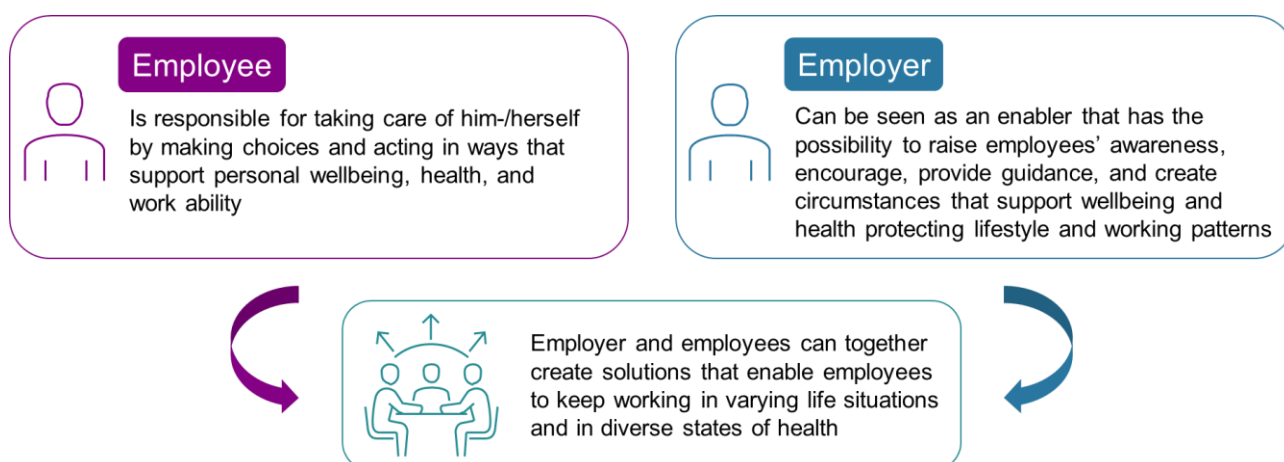 Employee
Is responsible for taking care of him-/herself
by making choices and acting in ways that
support personal wellbeing, health, and
work ability
Employer
Can be seen as an enabler that has the
possibility to raise employees’ awareness,
encourage, provide guidance, and create
circumstances that support wellbeing and
health protecting lifestyle and working patterns
Employer and employees can together
create solutions that enable employees
to keep working in varying life situations
and in diverse states of health